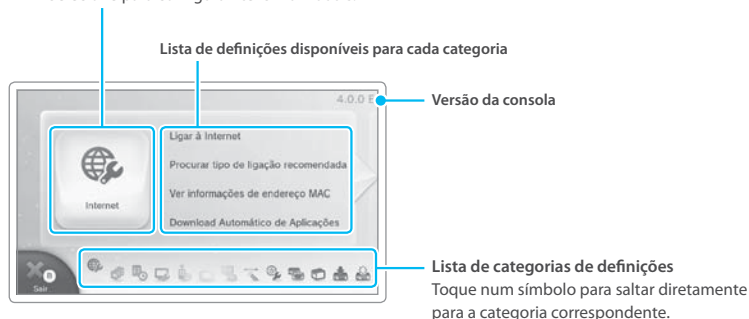 Lista de definições disponíveis para cada categoria
4.0.0 E
Versão da consola
Ligar à Internet
Procurar tipo de ligação recomendada
Ver informações de endereço MAC
Internet
Download Automático de Aplicações
Lista de categorias de definições
Toque num símbolo para saltar diretamente
para a categoria correspondente.
B
Sair